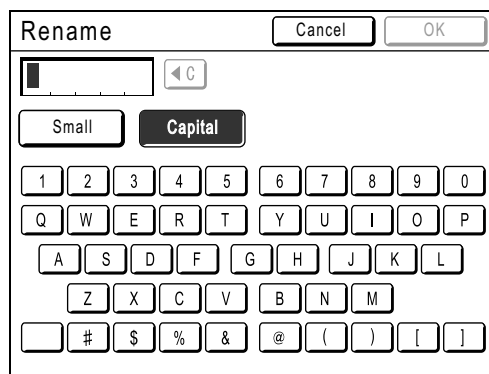 Rename Cancel OK
◀ C
Small Capital
1 2 3 4 5 6 7 8 9 0
Q W E R T Y U I O P
A S D F G H J K L
Z X C V B N M
# $ % & @ ( ) [ ]